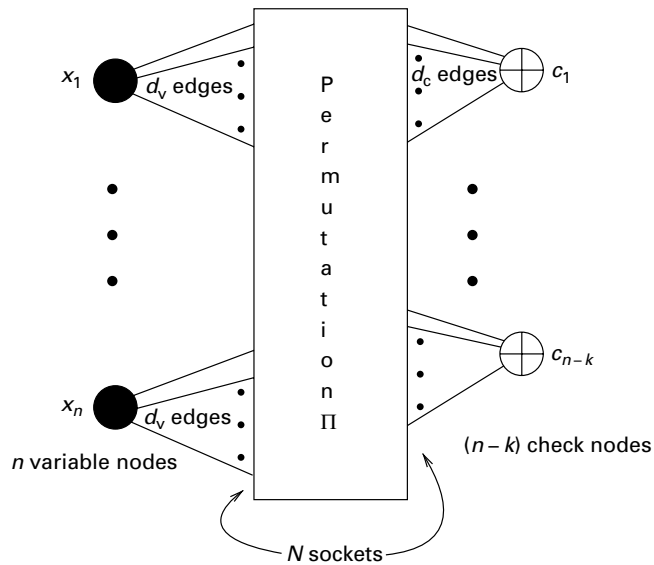 x1
dv edges
P
e
r
m
u
t
a
t
i
o
n
Π
dc edges
c1
xn
dv edges
n variable nodes
cn–k
(n – k) check nodes
N sockets